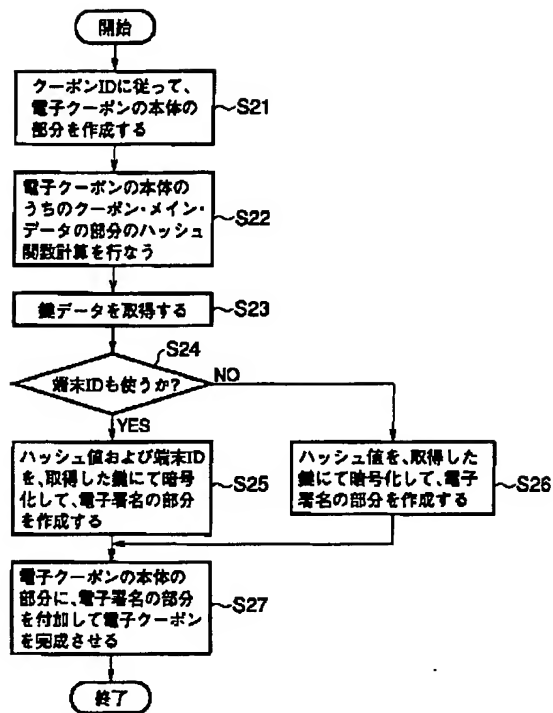 開始
クーポンIDに従って、
電子クーポンの本体の
部分を作成する
S21
電子クーポンの本体の
うちのクーポン・メイン・
データの部分のハッシュ
関数計算を行なう
S22
鍵データを取得する
S23
S24
端末IDも使うか?
NO
YES
ハッシュ値および端末ID
を、取得した鍵にて暗号
化して、電子署名の部分
を作成する
S25
ハッシュ値を、取得した
鍵にて暗号化して、電子
署名の部分を作成する
S26
電子クーポンの本体の
部分に、電子署名の部分
を付加して電子クーポン
を完成させる
S27
終了